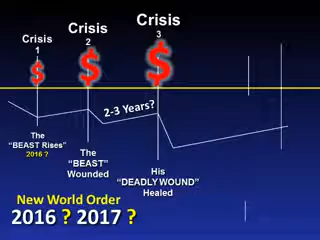 Crisis
1
$
Crisis
2
$
Crisis
3
$
2-3 Years?
The
“BEAST Rises”
2016 ?
The
“BEAST”
Wounded
His
“DEADLY WOUND”
Healed
New World Order
2016 ? 2017 ?